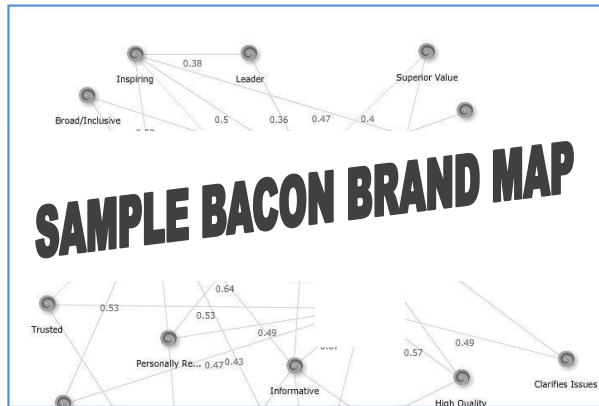 0.38
Inspiring
Leader
Superior Value
Broad/Inclusive
0.5
0.36
0.47
0.4
SAMPLE BACON BRAND MAP
0.64
0.53
0.53
Trusted
0.49
0.49
0.57
Personally Re...
0.47
0.43
Clarifies Issues
Informative
High Quality